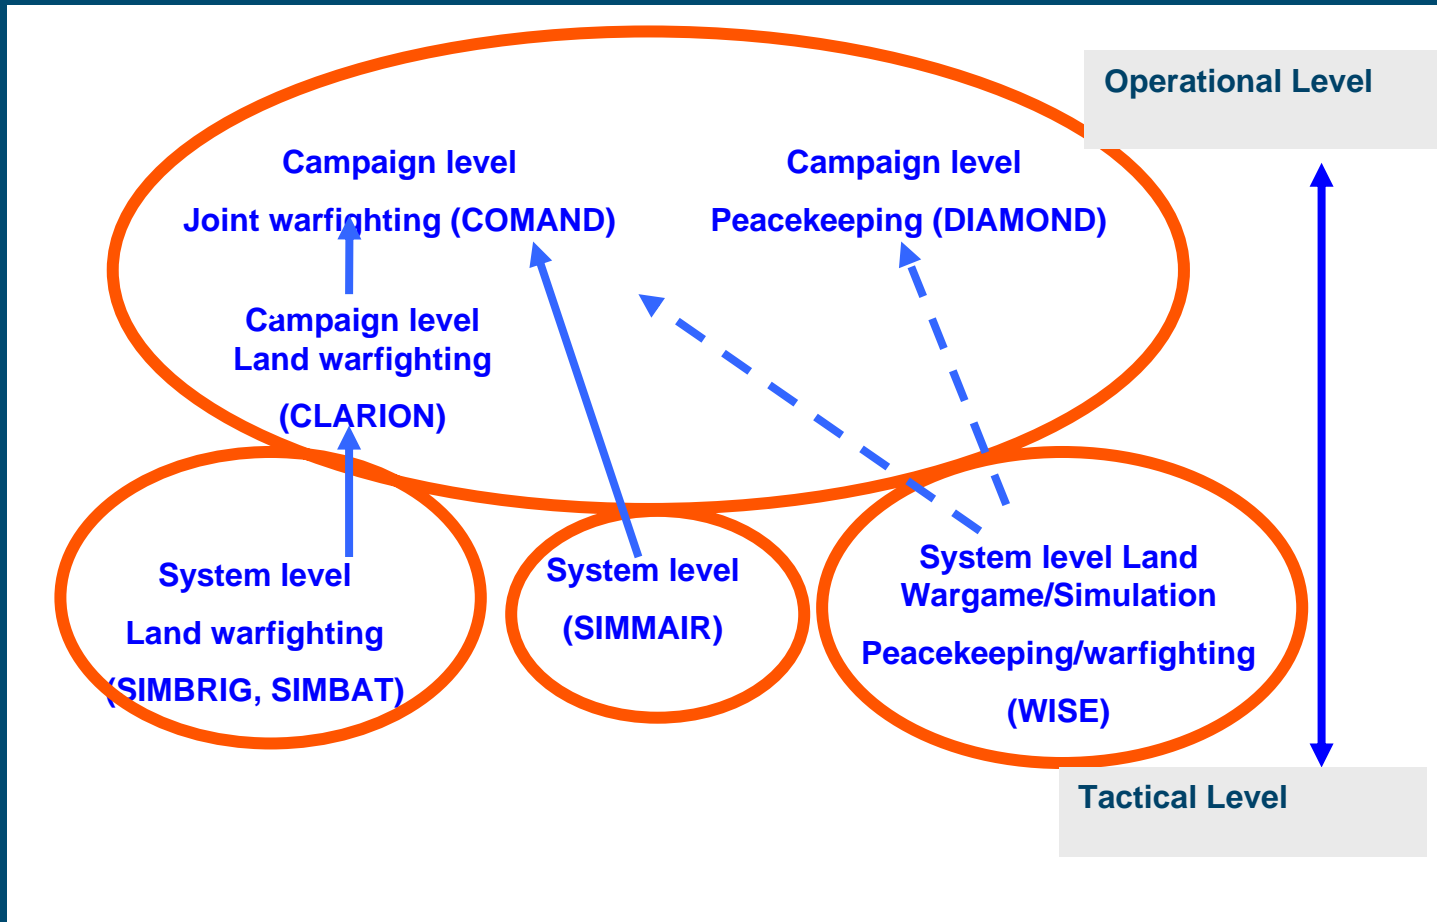 Operational Level
Campaign level
Joint warfighting (COMAND)
Campaign level
Peacekeeping (DIAMOND)
Campaign level
Land warfighting
(CLARION)
System level
Land warfighting
(SIMBRIG, SIMBAT)
System level
(SIMMAIR)
System level Land
Wargame/Simulation
Peacekeeping/warfighting
(WISE)
Tactical Level